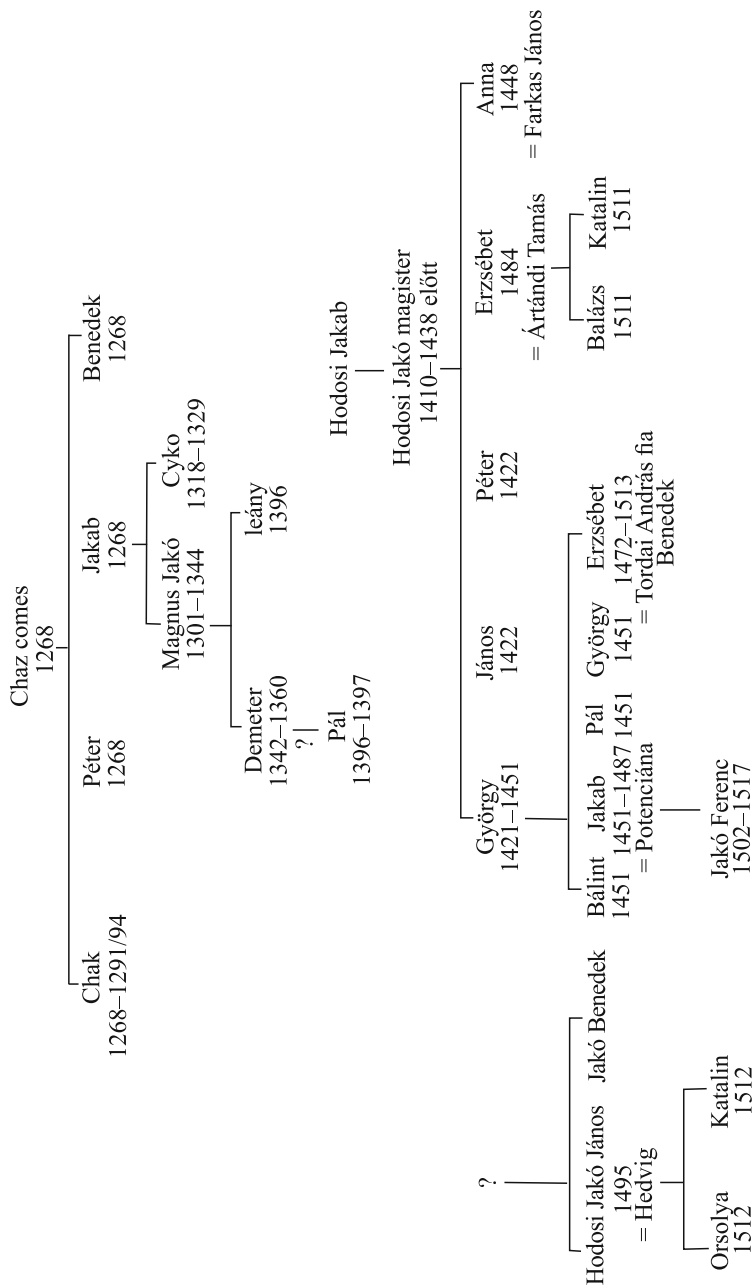 Chaz comes
1268
Chak
1268–1291/94
Péter
1268
Jakab
1268
Benedek
1268
Magnus Jakó
1301–1344
Cyko
1318–1329
Demeter
1342–1360
leány
1396
?
Pál
1396–1397
Hodosi Jakab
Hodosi Jakó magister
1410–1438 előtt
György
1421–1451
János
1422
Péter
1422
Erzsébet
1484
= Ártándi Tamás
Anna
1448
= Farkas János
Balázs
1511
Katalin
1511
Bálint
1451
Jakab
1451–1487
= Potenciána
Pál
1451
György
1451
Erzsébet
1472–1513
= Tordai András fia
Benedek
Jakó Ferenc
1502–1517
?
Hodosi Jakó János
1495
= Hedvig
Jakó Benedek
Orsolya
1512
Katalin
1512